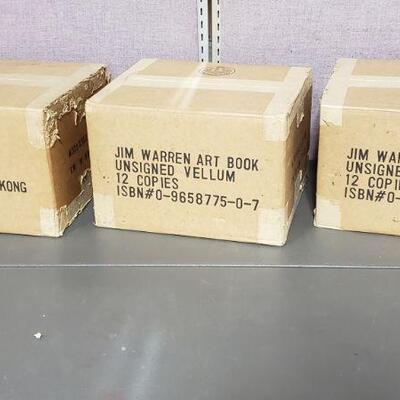 KONG
JIM WARREN ART BOOK
UNSIGNED VELLUM
12 COPIES
ISBN#0-9658775-0-7
JIM WA
UNSIGNE
12 COPI
ISBN#0-